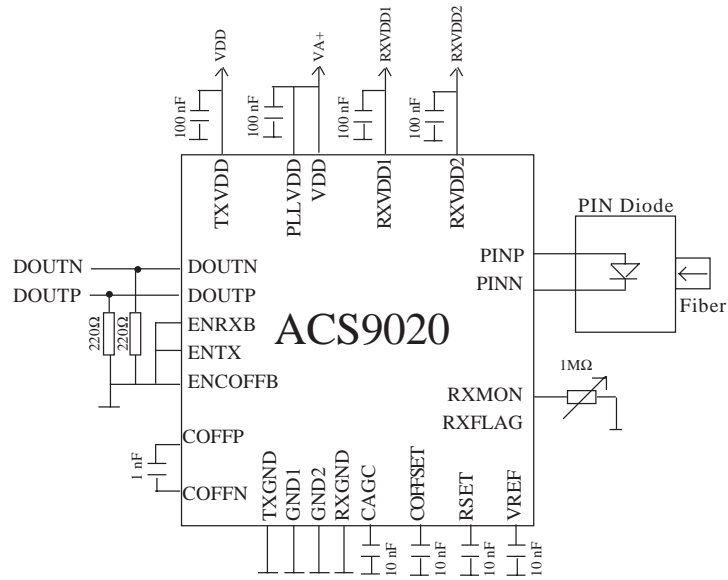 VDD
VA+
RXVDD1
RXVDD2
100 nF
100 nF
100 nF
100 nF
TXVDD
PLLVDD
VDD
RXVDD1
RXVDD2
PIN Diode
PINP
PINN
Fiber
DOUTN
DOUTN
DOUTP
DOUTP
220Ω
220Ω
ENRXB
ENTX
ENCOFFB
ACS9020
1MΩ
RXMON
RXFLAG
COFFP
1 nF
COFFN
TXGND
GND1
GND2
RXGND
CAGC
COFFSET
RSET
VREF
10 nF
10 nF
10 nF
10 nF